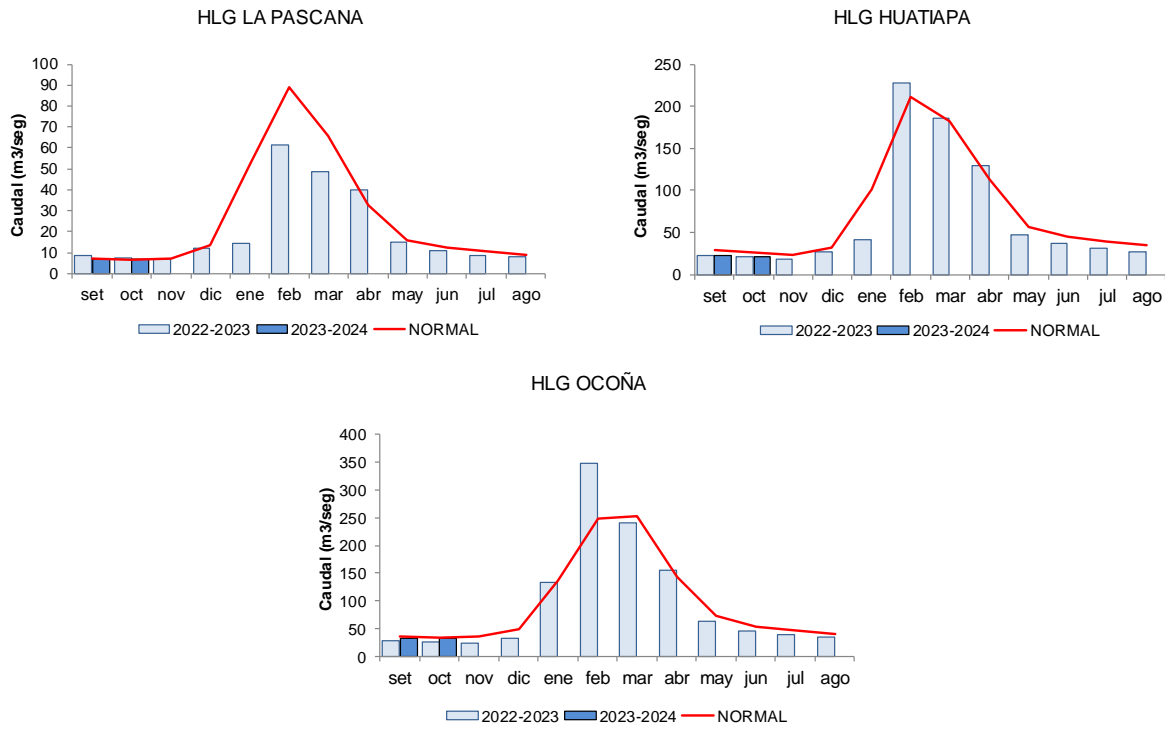 HLG LA PASCANA
Caudal (m3/seg)
100
90
80
70
60
50
40
30
20
10
0
set oct nov dic ene feb mar abr may jun jul ago
2022-2023 2023-2024 NORMAL
HLG HUATIAPA
Caudal (m3/seg)
250
200
150
100
50
0
set oct nov dic ene feb mar abr may jun jul ago
2022-2023 2023-2024 NORMAL
HLG OCOÑA
Caudal (m3/seg)
400
350
300
250
200
150
100
50
0
set oct nov dic ene feb mar abr may jun jul ago
2022-2023 2023-2024 NORMAL